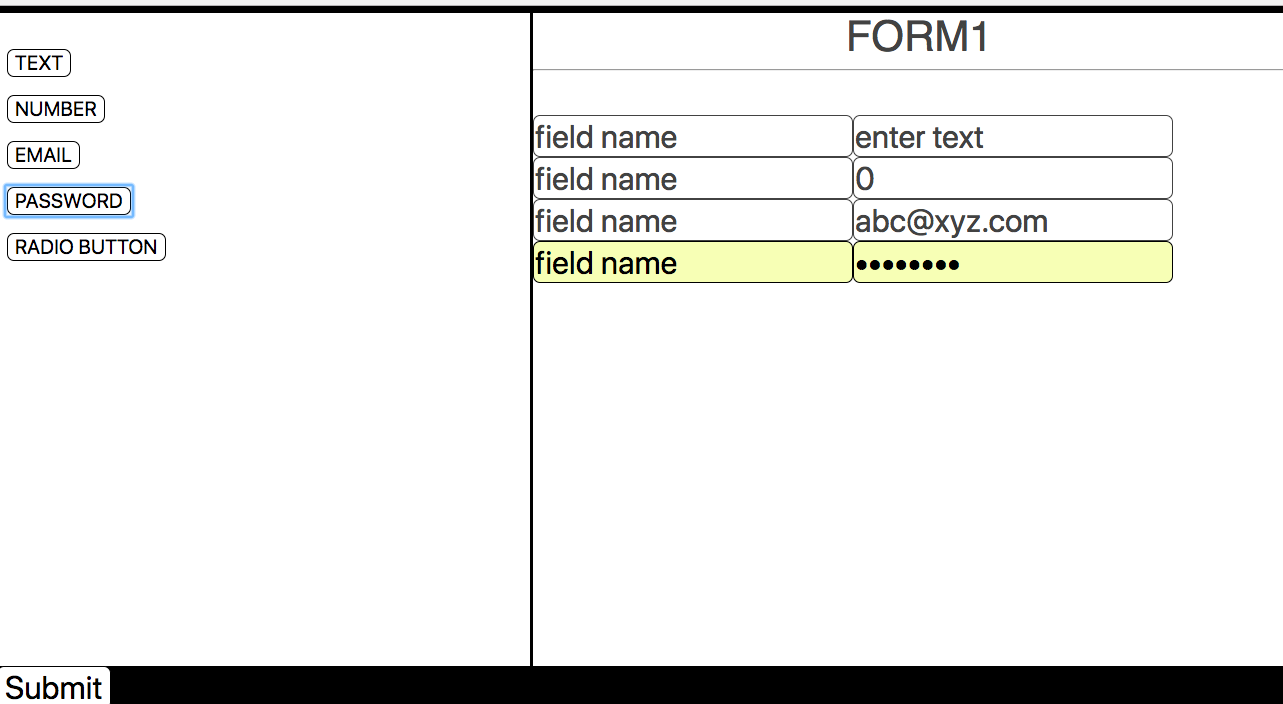 TEXT
NUMBER
EMAIL
PASSWORD
RADIO BUTTON
FORM1
field name enter text
field name 0
field name abc@xyz.com
field name ••••••••
Submit